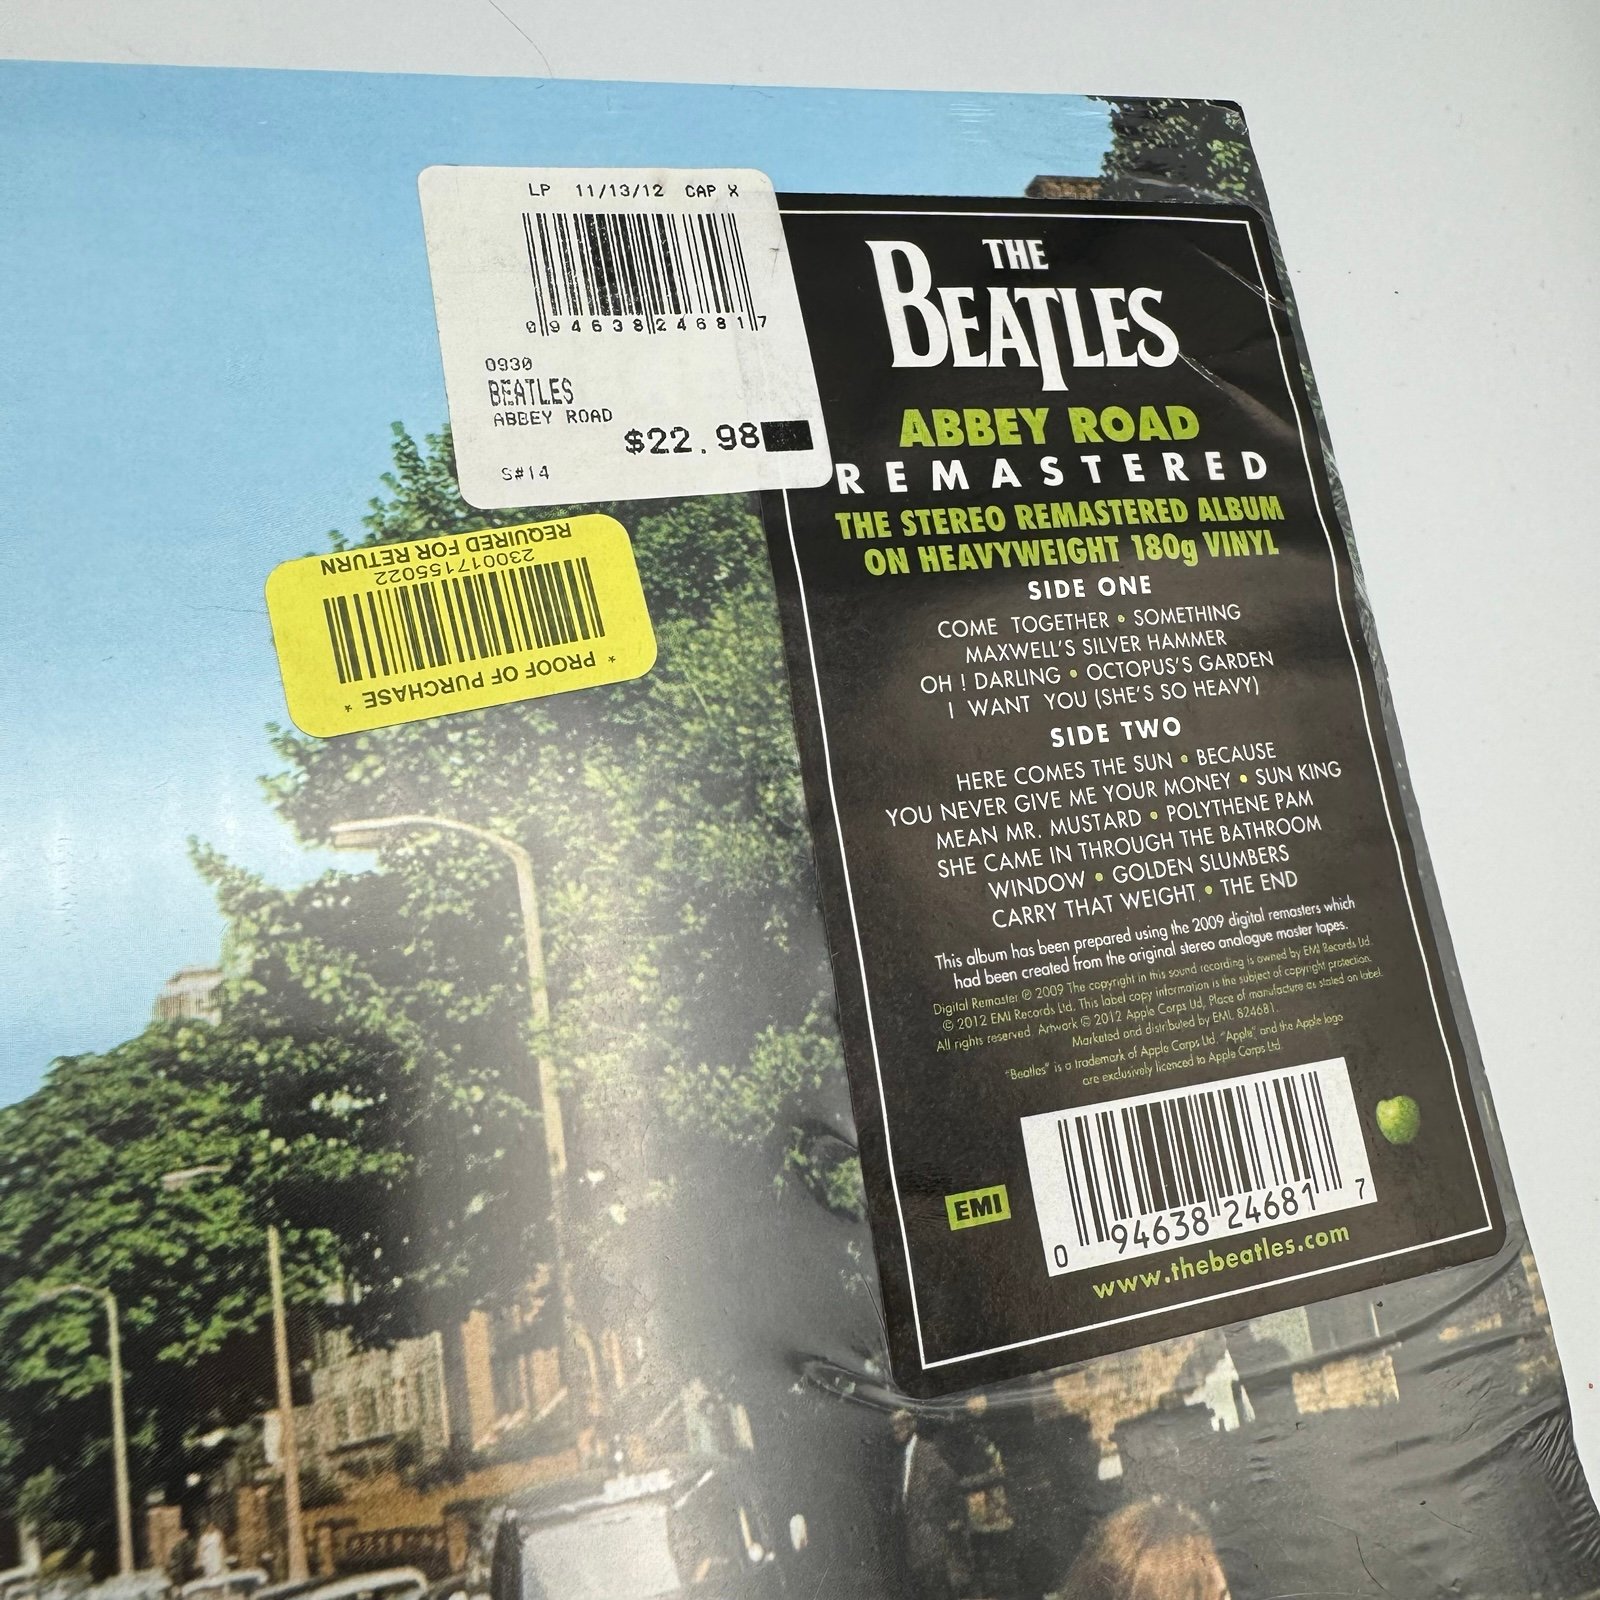 LP 11/13/12 CAP X
0 94638 24681 7
0930
BEATLES
ABBEY ROAD
$22.98
S#14
* PROOF OF PURCHASE *
230017155022
REQUIRED FOR RETURN
THE
BEATLES
ABBEY ROAD
REMASTERED
THE STEREO REMASTERED ALBUM
ON HEAVYWEIGHT 180g VINYL
SIDE ONE
COME TOGETHER • SOMETHING
MAXWELL'S SILVER HAMMER
OH ! DARLING • OCTOPUS'S GARDEN
I WANT YOU (SHE'S SO HEAVY)
SIDE TWO
HERE COMES THE SUN • BECAUSE
YOU NEVER GIVE ME YOUR MONEY • SUN KING
MEAN MR. MUSTARD • POLYTHENE PAM
SHE CAME IN THROUGH THE BATHROOM
WINDOW • GOLDEN SLUMBERS
CARRY THAT WEIGHT • THE END
This album has been prepared using the 2009 digital remasters which
had been created from the original stereo analogue master tapes.
Digital Remaster ℗ 2009 The copyright in this sound recording is owned by EMI Records Ltd.
© 2012 EMI Records Ltd. This label copy information is the subject of copyright protection.
All rights reserved. Artwork © 2012 Apple Corps Ltd. Place of manufacture as stated on label.
Marketed and distributed by EMI. 824681.
"Beatles" is a trademark of Apple Corps Ltd. "Apple" and the Apple logo
are exclusively licenced to Apple Corps Ltd.
EMI
0 94638 24681 7
www.thebeatles.com